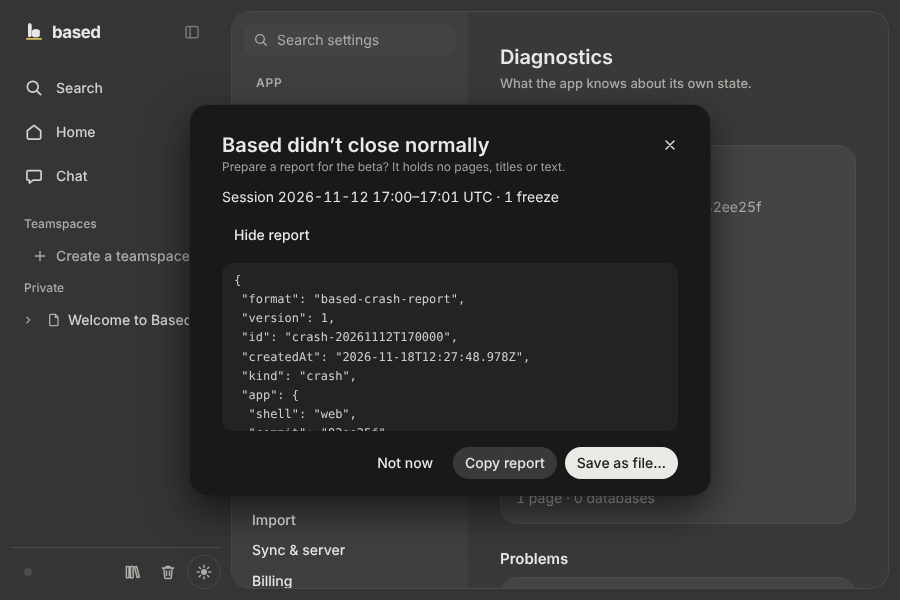 based
Search
Home
Chat
Teamspaces
Create a teamspace
Private
Welcome to Based
Search settings
APP
Import
Sync & server
Billing
Diagnostics
What the app knows about its own state.
2ee25f
1 page · 0 databases
Problems
Based didn’t close normally
Prepare a report for the beta? It holds no pages, titles or text.
Session 2026-11-12 17:00–17:01 UTC · 1 freeze
Hide report
{
"format": "based-crash-report",
"version": 1,
"id": "crash-20261112T170000",
"createdAt": "2026-11-18T12:27:48.978Z",
"kind": "crash",
"app": {
"shell": "web",
Not now
Copy report
Save as file…